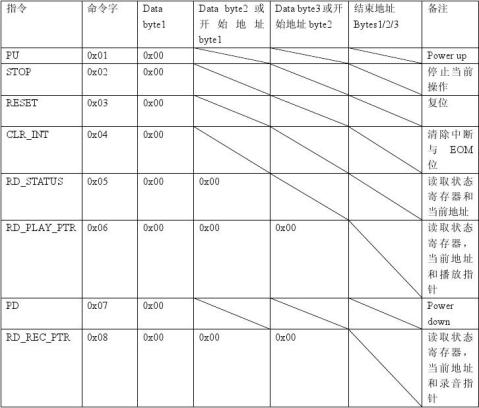 指令 命令字 Data Data byte2 或 Data byte3 或开 结束地址 备注
byte1 开始地址 始地址 byte2 Bytes1/2/3
byte1
PU 0x01 0x00 Power up
STOP 0x02 0x00 停止当前
操作
RESET 0x03 0x00 复位
CLR_INT 0x04 0x00 清除中断
与 EOM
位
RD_STATUS 0x05 0x00 0x00 读取状态
寄存器和
当前地址
RD_PLAY_PTR 0x06 0x00 0x00 0x00 读取状态
寄存器,
当前地址
和播放指
针
PD 0x07 0x00 Power
down
RD_REC_PTR 0x08 0x00 0x00 0x00 读取状态
寄存器,
当前地址
和录音指
针